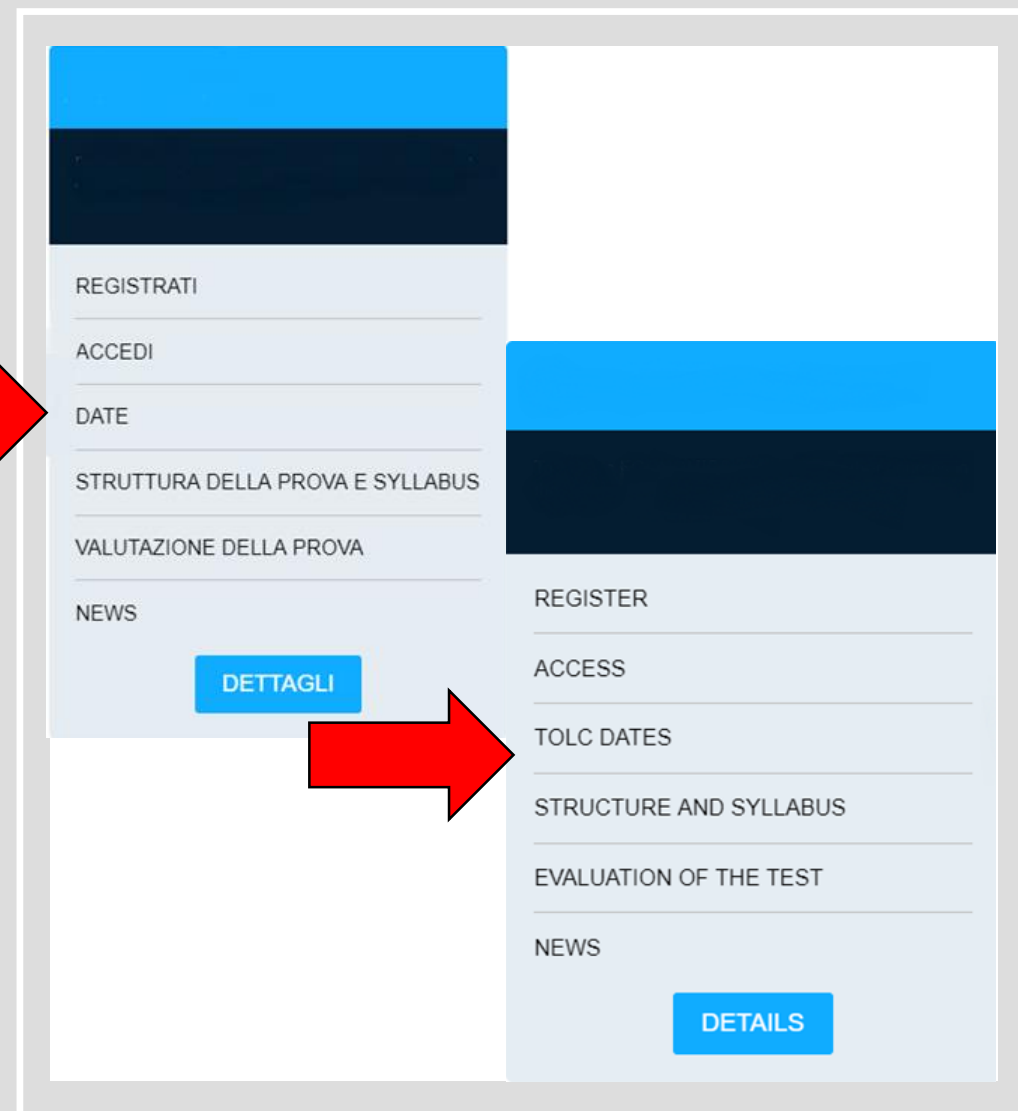 REGISTRATI
ACCEDI
DATE
STRUTTURA DELLA PROVA E SYLLABUS
VALUTAZIONE DELLA PROVA
NEWS
DETTAGLI
REGISTER
ACCESS
TOLC DATES
STRUCTURE AND SYLLABUS
EVALUATION OF THE TEST
NEWS
DETAILS